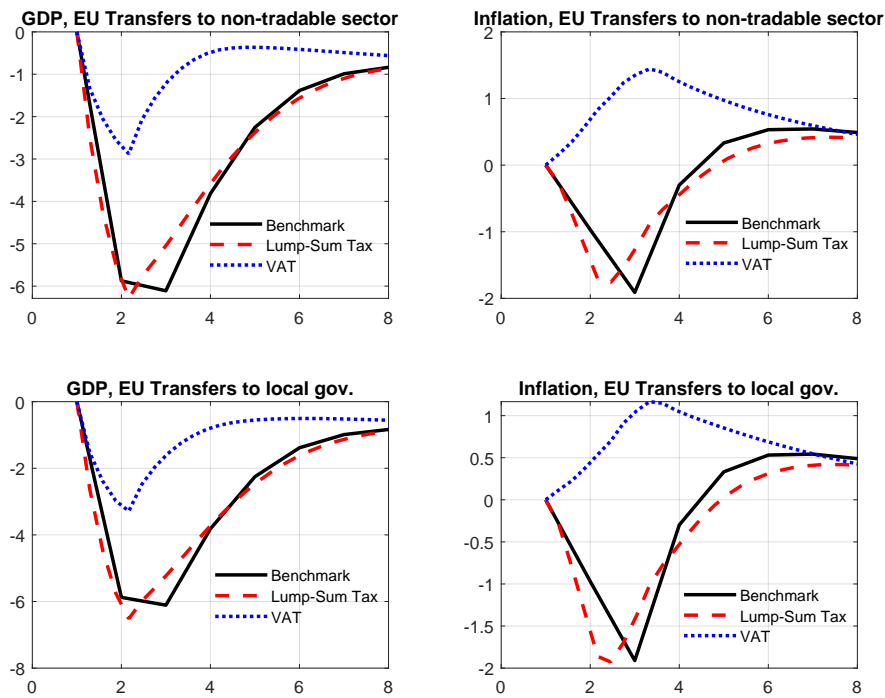 GDP, EU Transfers to non-tradable sector
0
-1
-2
-3
-4
-5
-6
0 2 4 6 8
Benchmark
Lump-Sum Tax
VAT
Inflation, EU Transfers to non-tradable sector
2
1
0
-1
-2
0 2 4 6 8
Benchmark
Lump-Sum Tax
VAT
GDP, EU Transfers to local gov.
0
-2
-4
-6
-8
0 2 4 6 8
Benchmark
Lump-Sum Tax
VAT
Inflation, EU Transfers to local gov.
1
0.5
0
-0.5
-1
-1.5
-2
0 2 4 6 8
Benchmark
Lump-Sum Tax
VAT